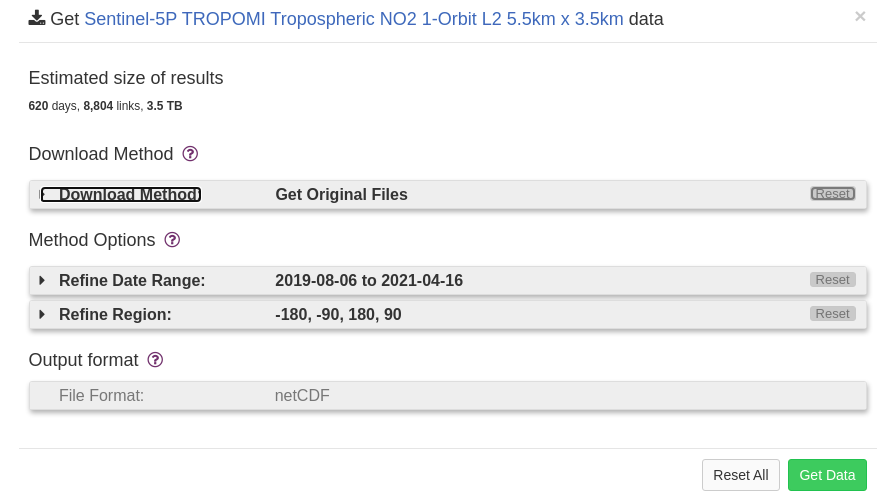 Get Sentinel-5P TROPOMI Tropospheric NO2 1-Orbit L2 5.5km x 3.5km data ×
Estimated size of results
620 days, 8,804 links, 3.5 TB
Download Method ?
Download Method: Get Original Files Reset
Method Options ?
Refine Date Range: 2019-08-06 to 2021-04-16 Reset
Refine Region: -180, -90, 180, 90 Reset
Output format ?
File Format: netCDF
Reset All Get Data